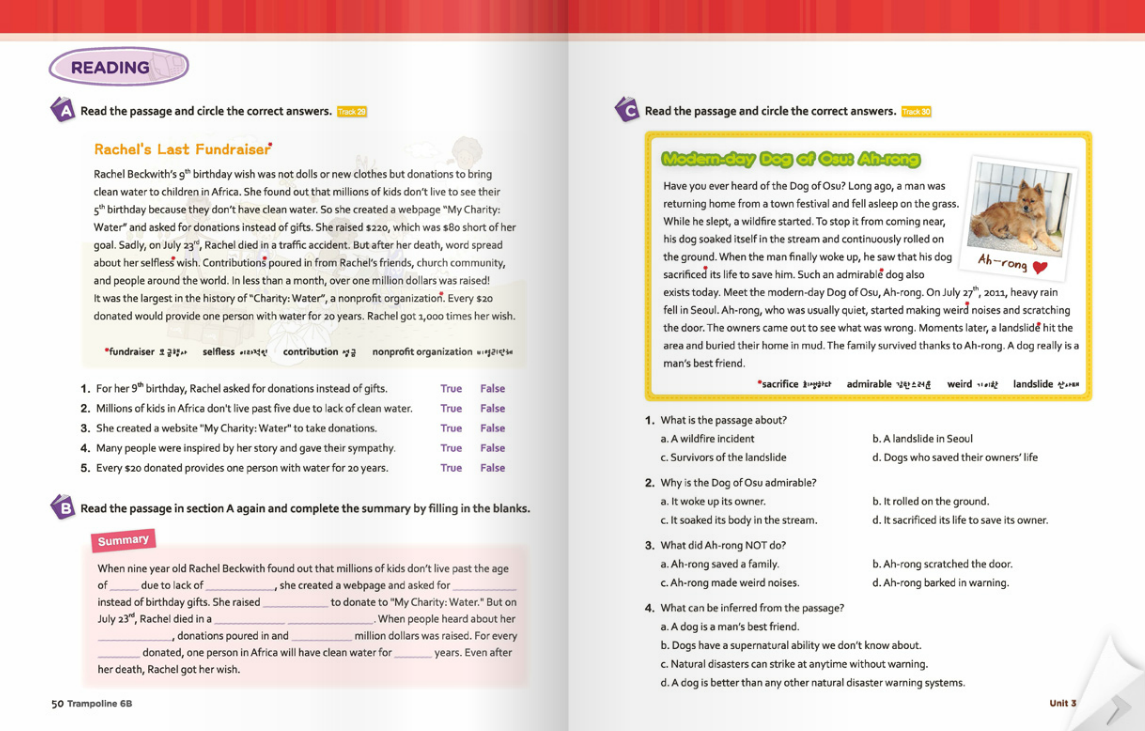 READING
A Read the passage and circle the correct answers. Track 29
Rachel's Last Fundraiser*
Rachel Beckwith's 9th birthday wish was not dolls or new clothes but donations to bring
clean water to children in Africa. She found out that millions of kids don't live to see their
5th birthday because they don't have clean water. So she created a webpage "My Charity:
Water" and asked for donations instead of gifts. She raised $220, which was $80 short of her
goal. Sadly, on July 23rd, Rachel died in a traffic accident. But after her death, word spread
about her selfless* wish. Contributions* poured in from Rachel's friends, church community,
and people around the world. In less than a month, over one million dollars was raised!
It was the largest in the history of "Charity: Water", a nonprofit organization*. Every $20
donated would provide one person with water for 20 years. Rachel got 1,000 times her wish.
*fundraiser 모금행사 selfless 이타적인 contribution 성금 nonprofit organization 비영리단체
1. For her 9th birthday, Rachel asked for donations instead of gifts. True False
2. Millions of kids in Africa don't live past five due to lack of clean water. True False
3. She created a website "My Charity: Water" to take donations. True False
4. Many people were inspired by her story and gave their sympathy. True False
5. Every $20 donated provides one person with water for 20 years. True False
B Read the passage in section A again and complete the summary by filling in the blanks.
Summary
When nine year old Rachel Beckwith found out that millions of kids don't live past the age
of _____ due to lack of ____________, she created a webpage and asked for ___________
instead of birthday gifts. She raised ___________ to donate to "My Charity: Water." But on
July 23rd, Rachel died in a ____________ _______________. When people heard about her
_____________, donations poured in and __________ million dollars was raised. For every
_______ donated, one person in Africa will have clean water for ______ years. Even after
her death, Rachel got her wish.
50 Trampoline 6B
C Read the passage and circle the correct answers. Track 30
Modern-day Dog of Osu: Ah-rong
Have you ever heard of the Dog of Osu? Long ago, a man was
returning home from a town festival and fell asleep on the grass.
While he slept, a wildfire started. To stop it from coming near,
his dog soaked itself in the stream and continuously rolled on
the ground. When the man finally woke up, he saw that his dog
sacrificed* its life to save him. Such an admirable* dog also
exists today. Meet the modern-day Dog of Osu, Ah-rong. On July 27th, 2011, heavy rain
fell in Seoul. Ah-rong, who was usually quiet, started making weird* noises and scratching
the door. The owners came out to see what was wrong. Moments later, a landslide* hit the
area and buried their home in mud. The family survived thanks to Ah-rong. A dog really is a
man's best friend.
Ah-rong
*sacrifice 희생하다 admirable 감탄스러운 weird 기이한 landslide 산사태
1. What is the passage about?
a. A wildfire incident b. A landslide in Seoul
c. Survivors of the landslide d. Dogs who saved their owners' life
2. Why is the Dog of Osu admirable?
a. It woke up its owner. b. It rolled on the ground.
c. It soaked its body in the stream. d. It sacrificed its life to save its owner.
3. What did Ah-rong NOT do?
a. Ah-rong saved a family. b. Ah-rong scratched the door.
c. Ah-rong made weird noises. d. Ah-rong barked in warning.
4. What can be inferred from the passage?
a. A dog is a man's best friend.
b. Dogs have a supernatural ability we don't know about.
c. Natural disasters can strike at anytime without warning.
d. A dog is better than any other natural disaster warning systems.
Unit 3